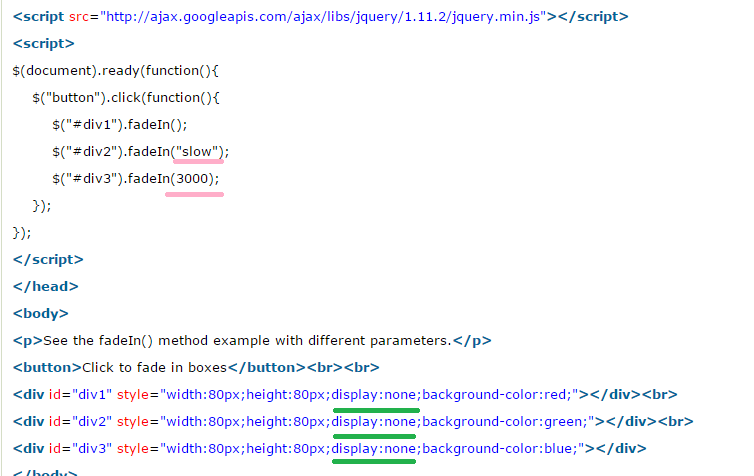 <script src="http://ajax.googleapis.com/ajax/libs/jquery/1.11.2/jquery.min.js"></script>
<script>
$(document).ready(function(){
$("button").click(function(){
$("#div1").fadeIn();
$("#div2").fadeIn("slow");
$("#div3").fadeIn(3000);
});
});
</script>
</head>
<body>
<p>See the fadeIn() method example with different parameters.</p>
<button>Click to fade in boxes</button><br><br>
<div id="div1" style="width:80px;height:80px;display:none;background-color:red;"></div><br>
<div id="div2" style="width:80px;height:80px;display:none;background-color:green;"></div><br>
<div id="div3" style="width:80px;height:80px;display:none;background-color:blue;"></div>
</body>